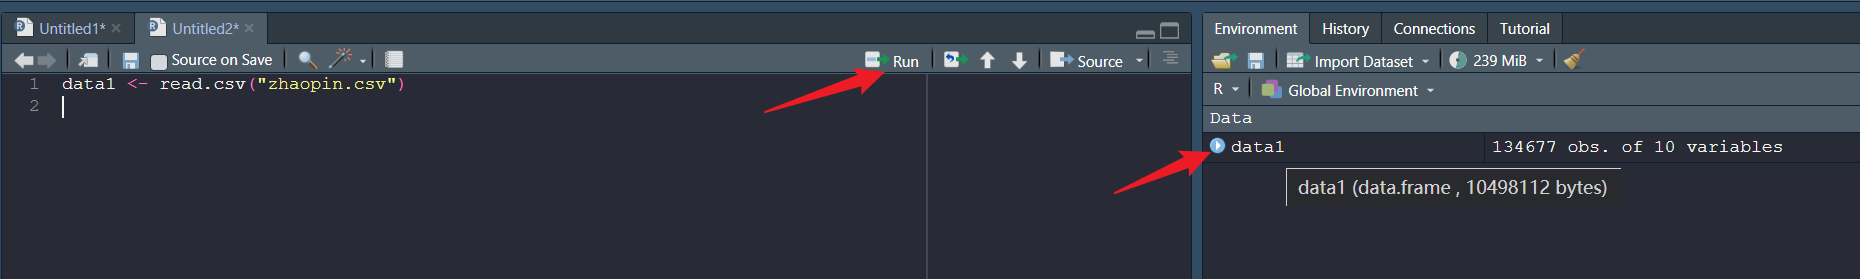 Untitled1* Untitled2*
Source on Save Run Source
1 data1 <- read.csv("zhaopin.csv")
2
Environment History Connections Tutorial
Import Dataset 239 MiB
R Global Environment
Data
data1 134677 obs. of 10 variables
data1 (data.frame , 10498112 bytes)